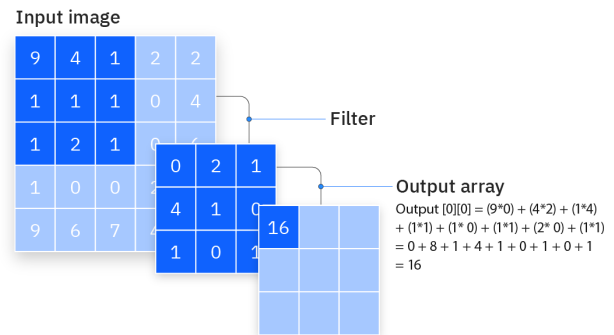 Input image
9 4 1 2 2
1 1 1 0 4
1 2 1 0
1 0 0
9 6 7
Filter
0 2 1
4 1 0
1 0 1
Output array
16
Output [0][0] = (9*0) + (4*2) + (1*4)
+ (1*1) + (1* 0) + (1*1) + (2* 0) + (1*1)
= 0 + 8 + 1 + 4 + 1 + 0 + 1 + 0 + 1
= 16